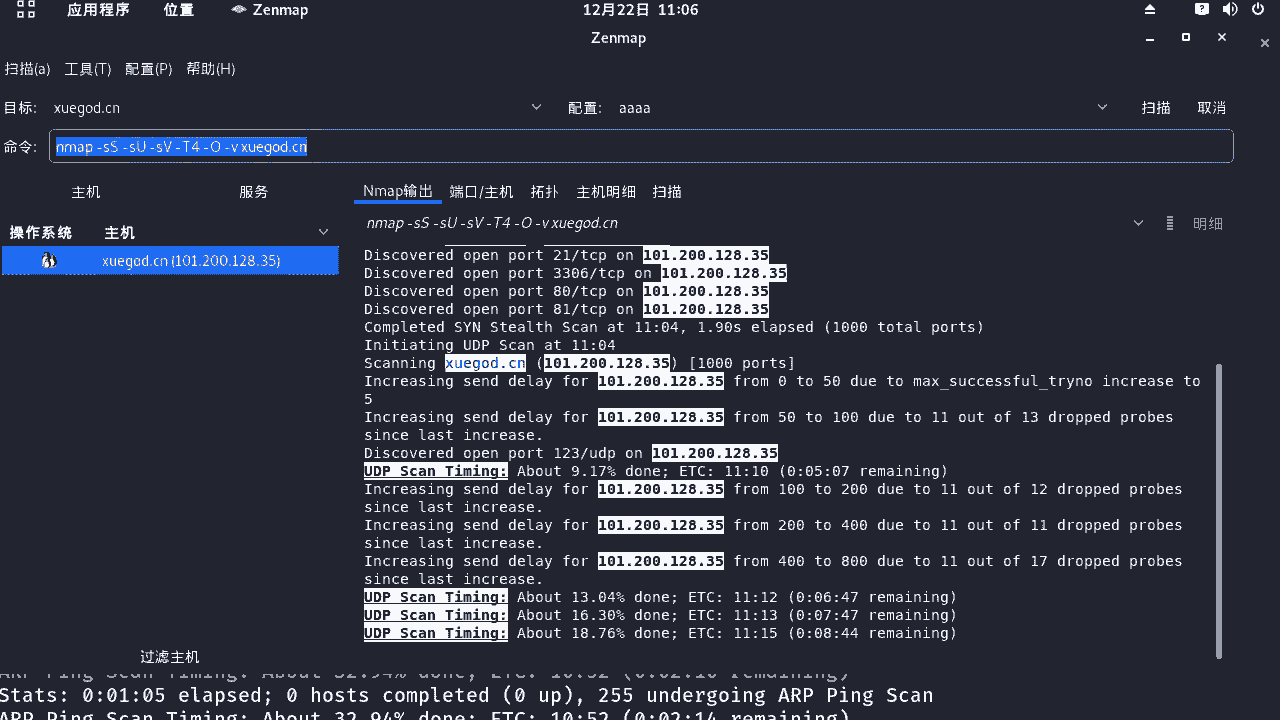 应用程序 位置 Zenmap 12月22日 11:06
Zenmap
扫描(a) 工具(T) 配置(P) 帮助(H)
目标: xuegod.cn 配置: aaaa 扫描 取消
命令: nmap -sS -sU -sV -T4 -O -v xuegod.cn
主机 服务 Nmap输出 端口/主机 拓扑 主机明细 扫描
nmap -sS -sU -sV -T4 -O -v xuegod.cn 明细
操作系统 主机
xuegod.cn (101.200.128.35)
Discovered open port 21/tcp on 101.200.128.35
Discovered open port 3306/tcp on 101.200.128.35
Discovered open port 80/tcp on 101.200.128.35
Discovered open port 81/tcp on 101.200.128.35
Completed SYN Stealth Scan at 11:04, 1.90s elapsed (1000 total ports)
Initiating UDP Scan at 11:04
Scanning xuegod.cn (101.200.128.35) [1000 ports]
Increasing send delay for 101.200.128.35 from 0 to 50 due to max_successful_tryno increase to
5
Increasing send delay for 101.200.128.35 from 50 to 100 due to 11 out of 13 dropped probes
since last increase.
Discovered open port 123/udp on 101.200.128.35
UDP Scan Timing: About 9.17% done; ETC: 11:10 (0:05:07 remaining)
Increasing send delay for 101.200.128.35 from 100 to 200 due to 11 out of 12 dropped probes
since last increase.
Increasing send delay for 101.200.128.35 from 200 to 400 due to 11 out of 11 dropped probes
since last increase.
Increasing send delay for 101.200.128.35 from 400 to 800 due to 11 out of 17 dropped probes
since last increase.
UDP Scan Timing: About 13.04% done; ETC: 11:12 (0:06:47 remaining)
UDP Scan Timing: About 16.30% done; ETC: 11:13 (0:07:47 remaining)
UDP Scan Timing: About 18.76% done; ETC: 11:15 (0:08:44 remaining)
过滤主机
ARP Ping Scan Timing: About 32.94% done; ETC: 10:52 (0:02:10 remaining)
Stats: 0:01:05 elapsed; 0 hosts completed (0 up), 255 undergoing ARP Ping Scan
ARP Ping Scan Timing: About 32.94% done; ETC: 10:52 (0:02:14 remaining)